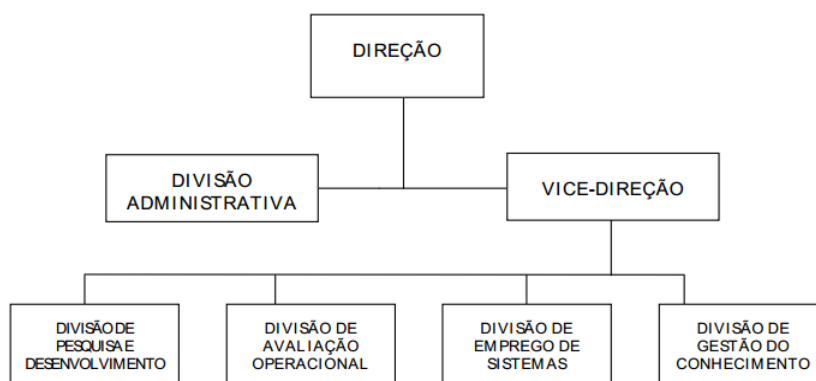 DIREÇÃO
DIVISÃO
ADMINISTRATIVA
VICE-DIREÇÃO
DIVISÃO DE
PESQUISA E
DESENVOLVIMENTO
DIVISÃO DE
AVALIAÇÃO
OPERACIONAL
DIVISÃO DE
EMPREGO DE
SISTEMAS
DIVISÃO DE
GESTÃO DO
CONHECIMENTO